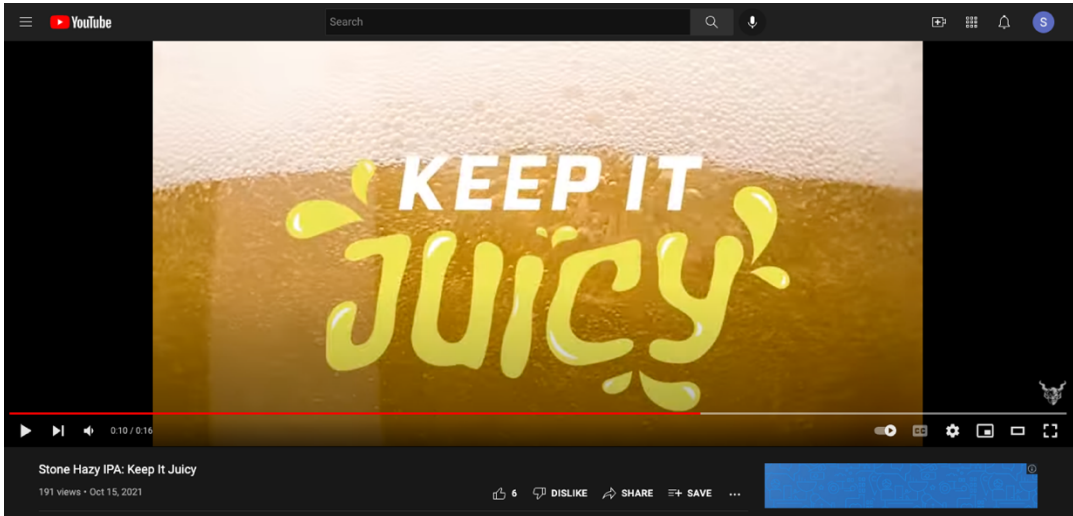 YouTube
Search
S
KEEP IT
JUICY
0:10 / 0:16
CC
Stone Hazy IPA: Keep It Juicy
191 views • Oct 15, 2021
6 DISLIKE SHARE SAVE ...